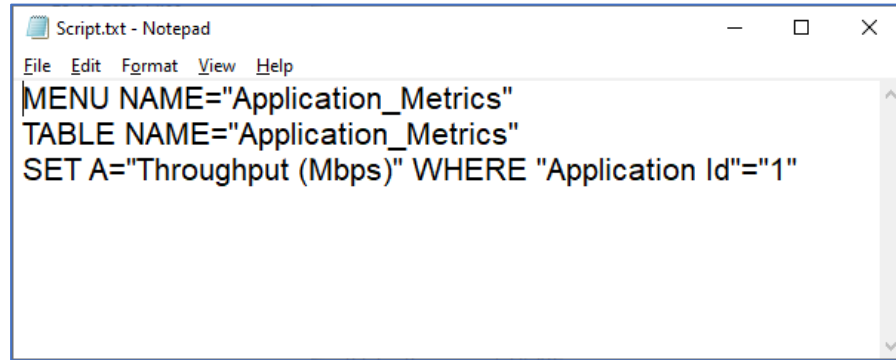 Script.txt - Notepad
File Edit Format View Help
MENU NAME="Application_Metrics"
TABLE NAME="Application_Metrics"
SET A="Throughput (Mbps)" WHERE "Application Id"="1"